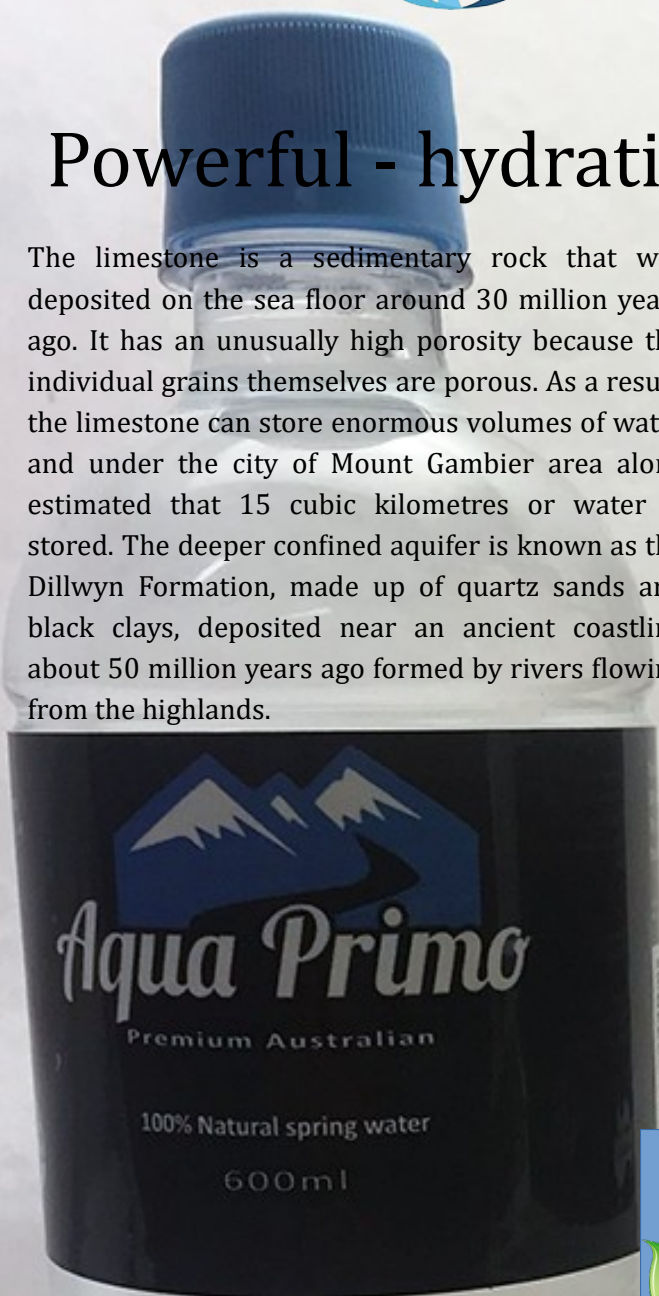 Powerful - hydrati
The limestone is a sedimentary rock that w
deposited on the sea floor around 30 million yea
ago. It has an unusually high porosity because th
individual grains themselves are porous. As a resu
the limestone can store enormous volumes of wat
and under the city of Mount Gambier area alon
estimated that 15 cubic kilometres or water
stored. The deeper confined aquifer is known as th
Dillwyn Formation, made up of quartz sands an
black clays, deposited near an ancient coastlin
about 50 million years ago formed by rivers flowin
from the highlands.
Aqua Primo
Premium Australian
100% Natural spring water
600ml